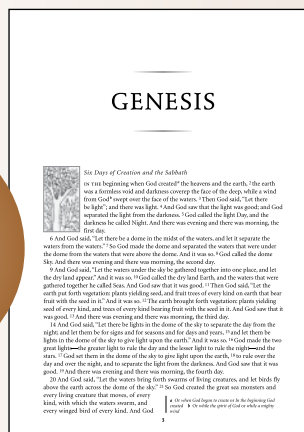 GENESIS
Six Days of Creation and the Sabbath
IN THE beginning when God created a the heavens and the earth, 2 the earth
was a formless void and darkness covered the face of the deep, while a wind
from God b swept over the face of the waters. 3 Then God said, "Let there
be light"; and there was light. 4 And God saw that the light was good; and God
separated the light from the darkness. 5 God called the light Day, and the
darkness he called Night. And there was evening and there was morning, the
first day.
6 And God said, "Let there be a dome in the midst of the waters, and let it separate the
waters from the waters." 7 So God made the dome and separated the waters that were under
the dome from the waters that were above the dome. And it was so. 8 God called the dome
Sky. And there was evening and there was morning, the second day.
9 And God said, "Let the waters under the sky be gathered together into one place, and let
the dry land appear." And it was so. 10 God called the dry land Earth, and the waters that were
gathered together he called Seas. And God saw that it was good. 11 Then God said, "Let the
earth put forth vegetation: plants yielding seed, and fruit trees of every kind on earth that bear
fruit with the seed in it." And it was so. 12 The earth brought forth vegetation: plants yielding
seed of every kind, and trees of every kind bearing fruit with the seed in it. And God saw that it
was good. 13 And there was evening and there was morning, the third day.
14 And God said, "Let there be lights in the dome of the sky to separate the day from the
night; and let them be for signs and for seasons and for days and years, 15 and let them be
lights in the dome of the sky to give light upon the earth." And it was so. 16 God made the two
great lights—the greater light to rule the day and the lesser light to rule the night—and the
stars. 17 God set them in the dome of the sky to give light upon the earth, 18 to rule over the
day and over the night, and to separate the light from the darkness. And God saw that it was
good. 19 And there was evening and there was morning, the fourth day.
20 And God said, "Let the waters bring forth swarms of living creatures, and let birds fly
above the earth across the dome of the sky." 21 So God created the great sea monsters and
every living creature that moves, of every
kind, with which the waters swarm, and
every winged bird of every kind. And God
a Or when God began to create or In the beginning God
created b Or while the spirit of God or while a mighty
wind
3